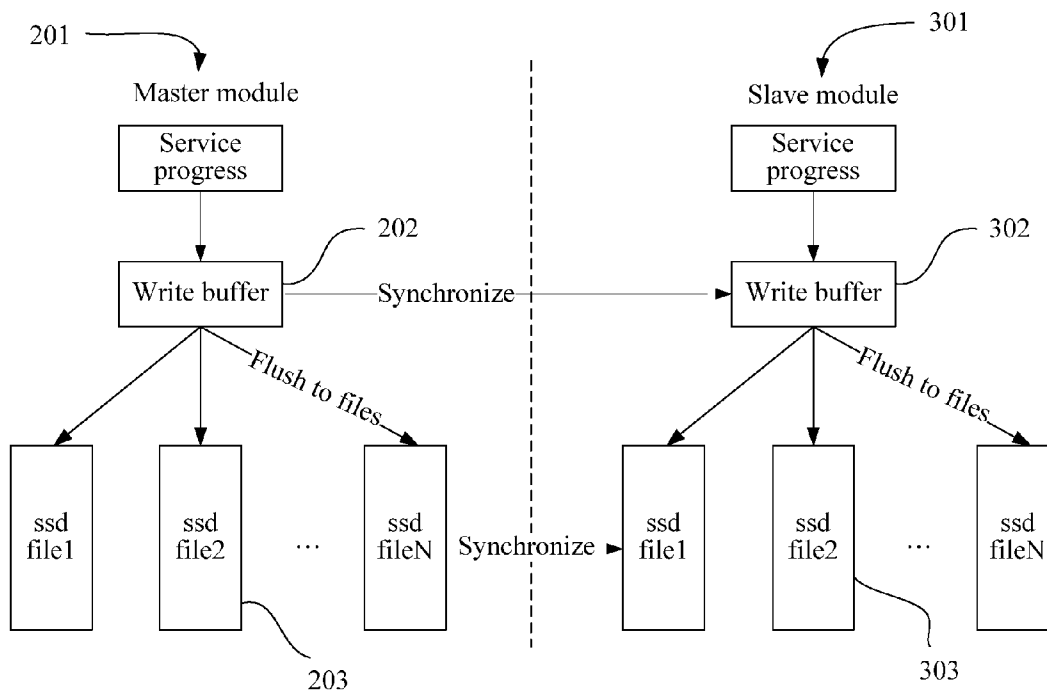 201
301
Master module
Slave module
Service
progress
Service
progress
202
302
Write buffer
Synchronize
Write buffer
Flush to files
Flush to files
ssd
file1
ssd
file2
...
ssd
fileN
Synchronize
ssd
file1
ssd
file2
...
ssd
fileN
203
303